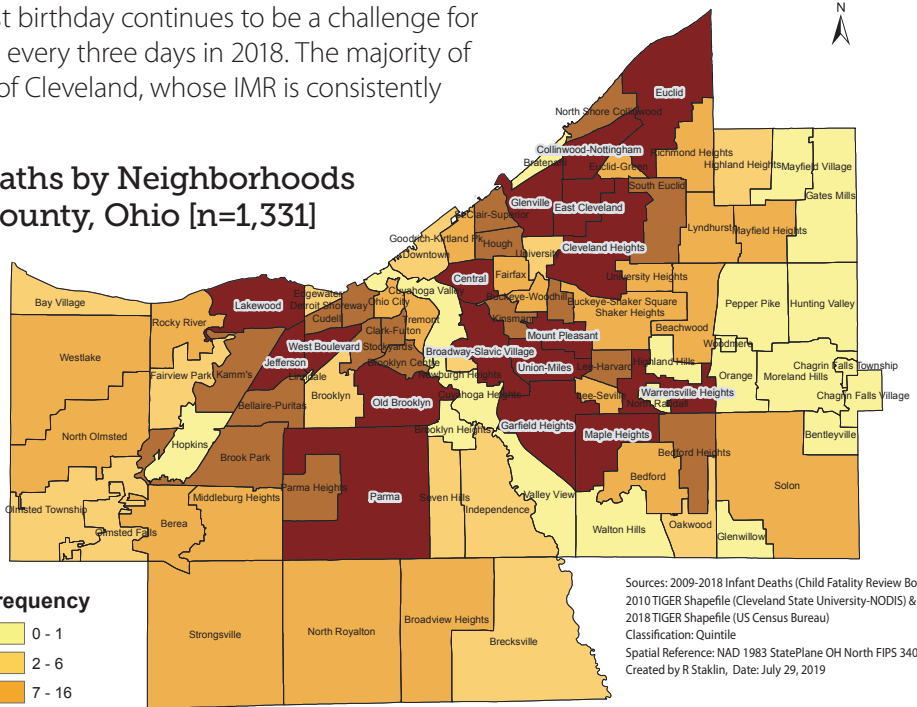 st birthday continues to be a challenge for
every three days in 2018. The majority of
of Cleveland, whose IMR is consistently
aths by Neighborhoods
ounty, Ohio [n=1,331]
N
Euclid
North Shore Collinwood
Collinwood-Nottingham
Bratenahl
Euclid-Green
Richmond Heights
Highland Heights
Mayfield Village
Gates Mills
South Euclid
Glenville
East Cleveland
St.Clair-Superior
Lyndhurst
Mayfield Heights
Goodrich-Kirtland Pk
Hough
Downtown
University
Cleveland Heights
Central
Fairfax
University Heights
Bay Village
Lakewood
Edgewater
Detroit Shoreway
Ohio City
Cuyahoga Valley
Buckeye-Woodhill
Buckeye-Shaker Square
Shaker Heights
Pepper Pike
Hunting Valley
Rocky River
Cudell
Tremont
Kinsman
Beachwood
Clark-Fulton
Mount Pleasant
Woodmere
West Boulevard
Stockyards
Broadway-Slavic Village
Westlake
Jefferson
Brooklyn Centre
Union-Miles
Lee-Harvard
Highland Hills
Orange
Moreland Hills
Chagrin Falls Township
Fairview Park
Kamm's
Linndale
Newburgh Heights
Brooklyn
Cuyahoga Heights
Lee-Seville
Warrensville Heights
North Randall
Chagrin Falls Village
Bellaire-Puritas
Old Brooklyn
Garfield Heights
Maple Heights
Bentleyville
North Olmsted
Hopkins
Brooklyn Heights
Brook Park
Bedford Heights
Parma Heights
Parma
Seven Hills
Valley View
Bedford
Solon
Middleburg Heights
Independence
Olmsted Township
Olmsted Falls
Berea
Walton Hills
Oakwood
Glenwillow
Strongsville
North Royalton
Broadview Heights
Brecksville
requency
0 - 1
2 - 6
7 - 16
Sources: 2009-2018 Infant Deaths (Child Fatality Review Bo
2010 TIGER Shapefile (Cleveland State University-NODIS) &
2018 TIGER Shapefile (US Census Bureau)
Classification: Quintile
Spatial Reference: NAD 1983 StatePlane OH North FIPS 340
Created by R Staklin, Date: July 29, 2019